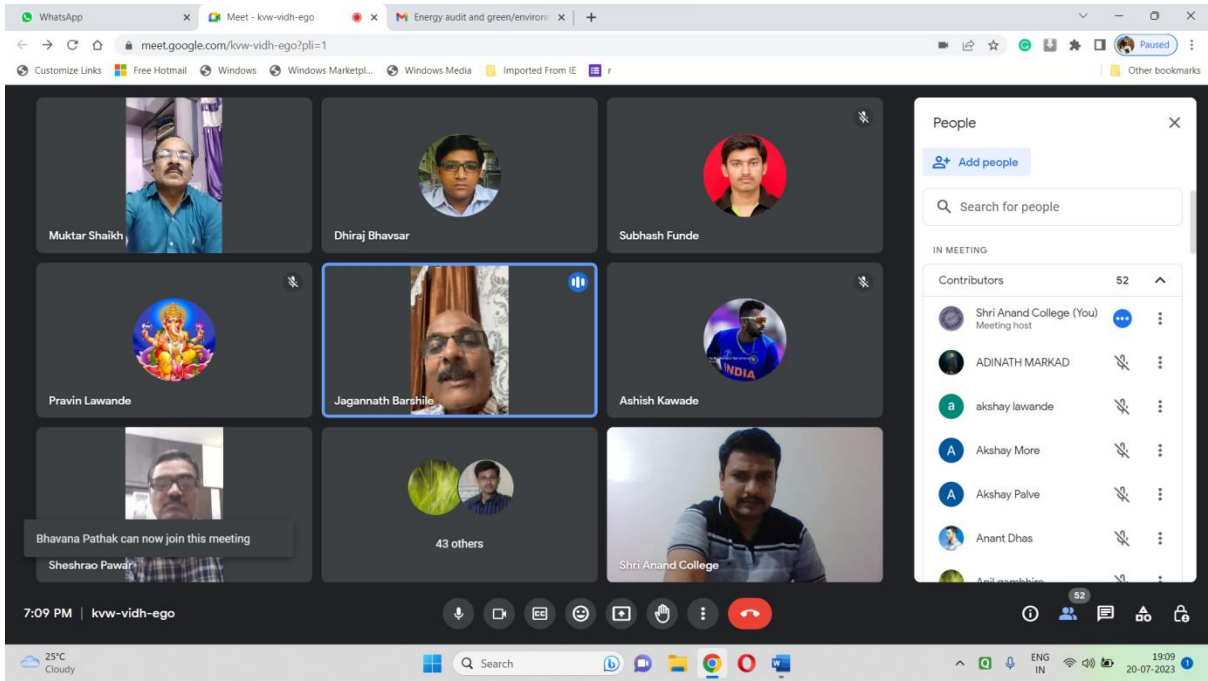 WhatsApp
Meet - kvw-vidh-ego
Energy audit and green/environm
meet.google.com/kvw-vidh-ego?pli=1
Paused
Customize Links
Free Hotmail
Windows
Windows Marketpl...
Windows Media
Imported From IE
r
Other bookmarks
Muktar Shaikh
Dhiraj Bhavsar
Subhash Funde
Pravin Lawande
Jagannath Barshile
INDIA
Ashish Kawade
Bhavana Pathak can now join this meeting
Sheshrao Pawar
43 others
Shri Anand College
People
Add people
Search for people
IN MEETING
Contributors 52
Shri Anand College (You)
Meeting host
ADINATH MARKAD
a akshay lawande
A Akshay More
A Akshay Palve
Anant Dhas
Anil gambhire
7:09 PM | kvw-vidh-ego
CC
52
25°C
Cloudy
Search
ENG
IN
19:09
20-07-2023
1